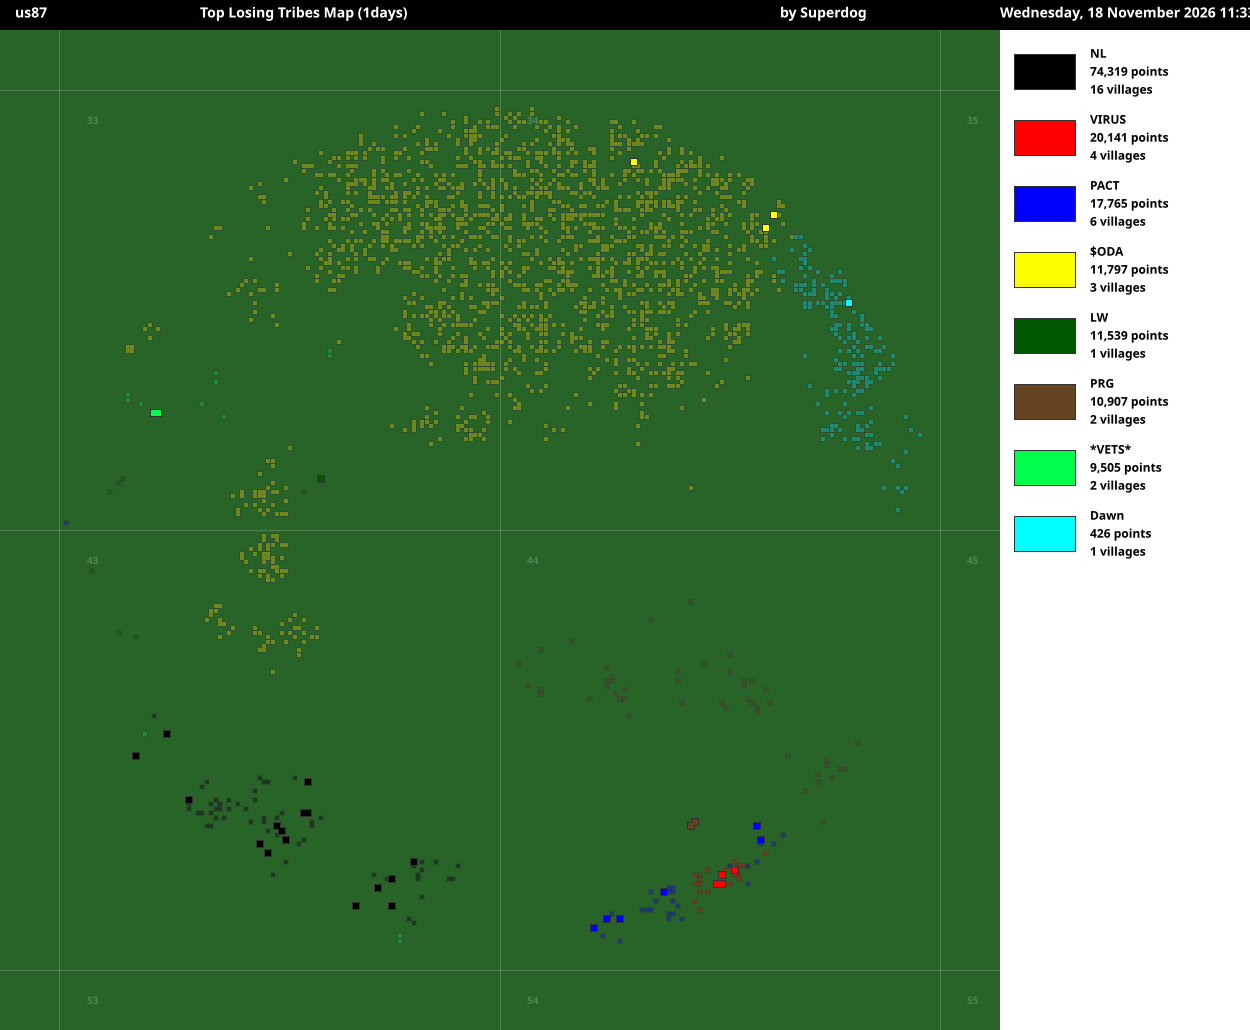 us87 Top Losing Tribes Map (1days) by Superdog Wednesday, 18 November 2026 11:33
NL
74,319 points
16 villages
VIRUS
20,141 points
4 villages
PACT
17,765 points
6 villages
$ODA
11,797 points
3 villages
LW
11,539 points
1 villages
PRG
10,907 points
2 villages
*VETS*
9,505 points
2 villages
Dawn
426 points
1 villages
33 34 35
43 44 45
53 54 55